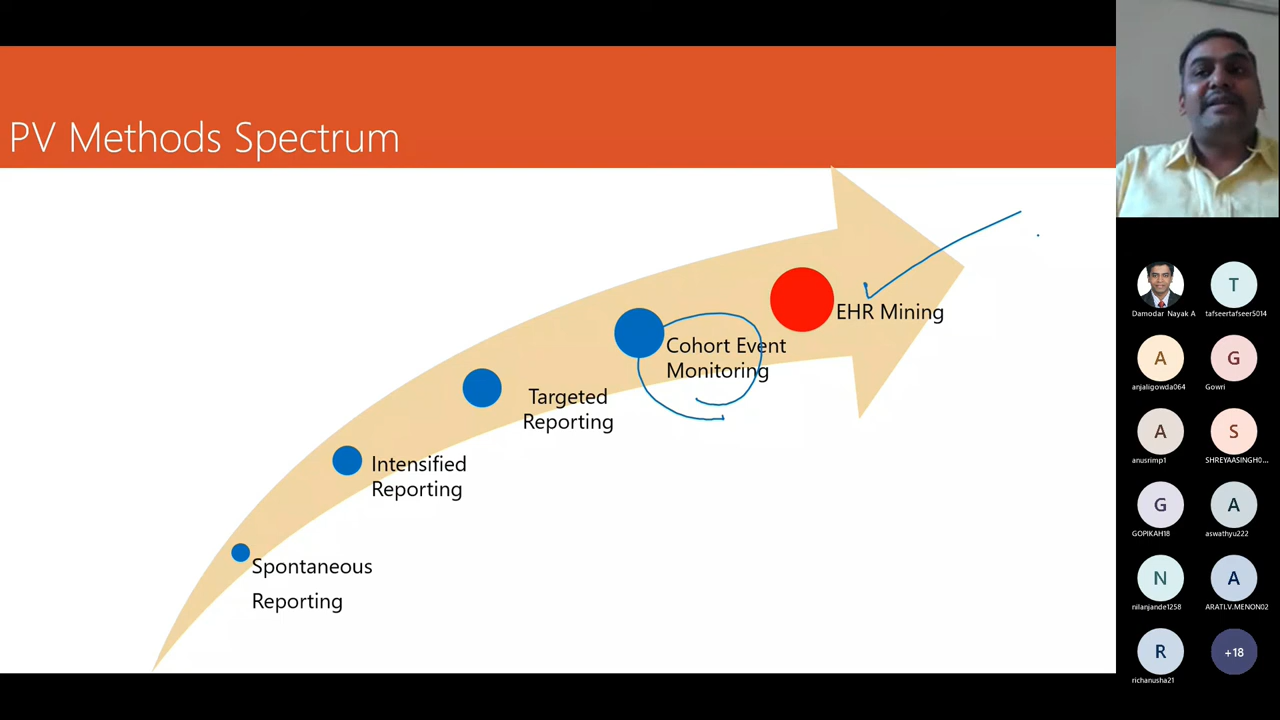 PV Methods Spectrum
EHR Mining
Cohort Event
Monitoring
Targeted
Reporting
Intensified
Reporting
Spontaneous
Reporting
Damodar Nayak A
T
tafseertafseer5014
A
anjaligowda064
G
Gowri
A
anusrimp1
S
SHREYAASINGH0...
G
GOPIKAH18
A
aswathyu222
N
nilanjande1258
A
ARATI.V.MENON02
R
richanusha21
+18